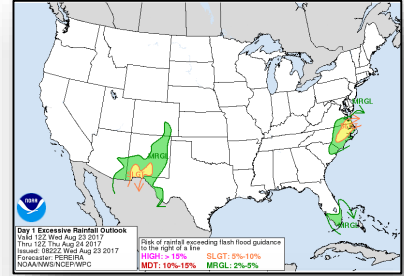 MRGL
MRGL
SLGT
MRGL
noaa
Day 1 Excessive Rainfall Outlook
Valid 12Z Wed Aug 23 2017
Thru 12Z Thu Aug 24 2017
Issued: 0822Z Wed Aug 23 2017
Forecaster: PEREIRA
NOAA/NWS/NCEP/WPC
Risk of rainfall exceeding flash flood guidance
to the right of a line
HIGH: > 15% SLGT: 5%-10%
MDT: 10%-15% MRGL: 2%-5%